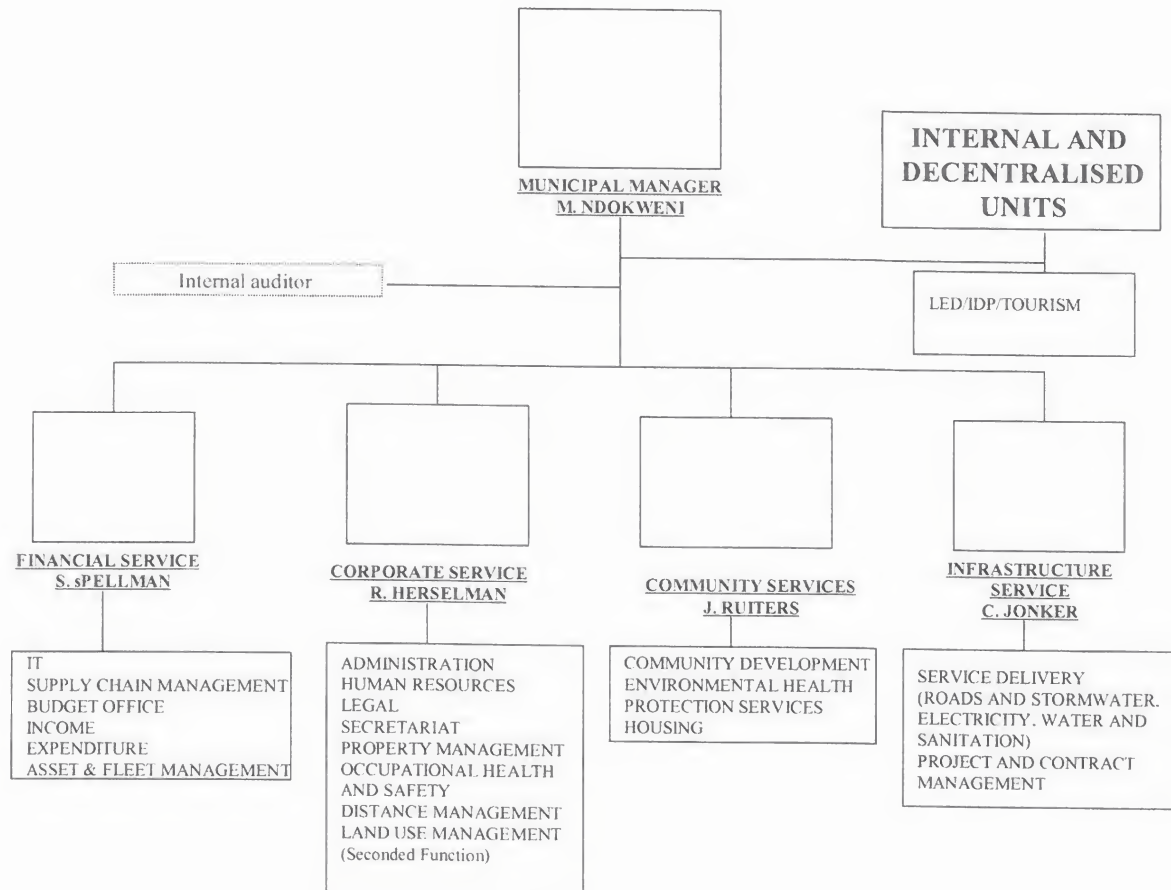 MUNICIPAL MANAGER
M. NDOKWENI
INTERNAL AND
DECENTRALISED
UNITS
Internal auditor
LED/IDP/TOURISM
FINANCIAL SERVICE
S. sPELLMAN
IT
SUPPLY CHAIN MANAGEMENT
BUDGET OFFICE
INCOME
EXPENDITURE
ASSET & FLEET MANAGEMENT
CORPORATE SERVICE
R. HERSELMAN
ADMINISTRATION
HUMAN RESOURCES
LEGAL
SECRETARIAT
PROPERTY MANAGEMENT
OCCUPATIONAL HEALTH
AND SAFETY
DISTANCE MANAGEMENT
LAND USE MANAGEMENT
(Seconded Function)
COMMUNITY SERVICES
J. RUITERS
COMMUNITY DEVELOPMENT
ENVIRONMENTAL HEALTH
PROTECTION SERVICES
HOUSING
INFRASTRUCTURE
SERVICE
C. JONKER
SERVICE DELIVERY
(ROADS AND STORMWATER.
ELECTRICITY. WATER AND
SANITATION)
PROJECT AND CONTRACT
MANAGEMENT